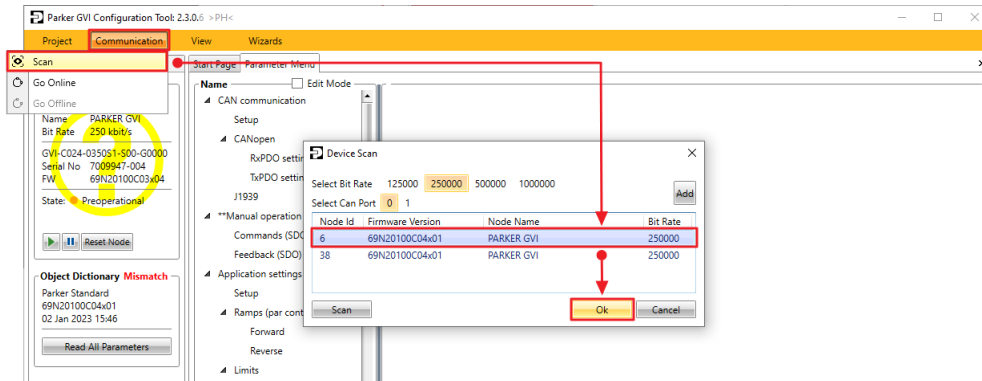 Parker GVI Configuration Tool: 2.3.0.6 >PH<
Project Communication View Wizards
Scan
Go Online
Go Offline
Name PARKER GVI
Bit Rate 250 kbit/s
GVI-C024-0350S1-S00-G0000
Serial No 7009947-004
FW 69N20100C03x04
State: Preoperational
Reset Node
Object Dictionary Mismatch
Parker Standard
69N20100C04x01
02 Jan 2023 15:46
Read All Parameters
Start Page Parameter Menu
Name Edit Mode
CAN communication
Setup
CANopen
RxPDO settin
TxPDO settin
J1939
**Manual operation
Commands (SDO
Feedback (SDO)
Application settings
Setup
Ramps (par cont
Forward
Reverse
Limits
Device Scan
Select Bit Rate 125000 250000 500000 1000000
Select Can Port 0 1
Add
Node Id Firmware Version Node Name Bit Rate
6 69N20100C04x01 PARKER GVI 250000
38 69N20100C04x01 PARKER GVI 250000
Scan Ok Cancel